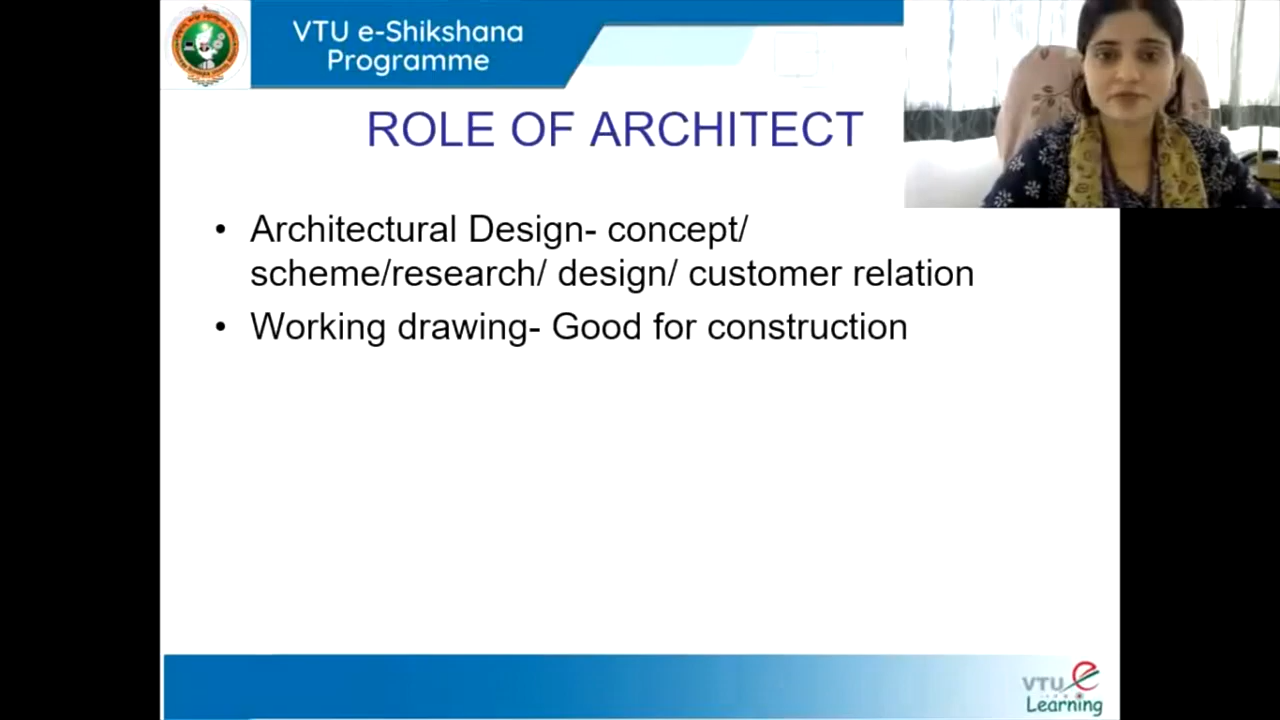 VTU e-Shikshana
Programme
ROLE OF ARCHITECT
• Architectural Design- concept/
scheme/research/ design/ customer relation
• Working drawing- Good for construction
VTU e
Learning